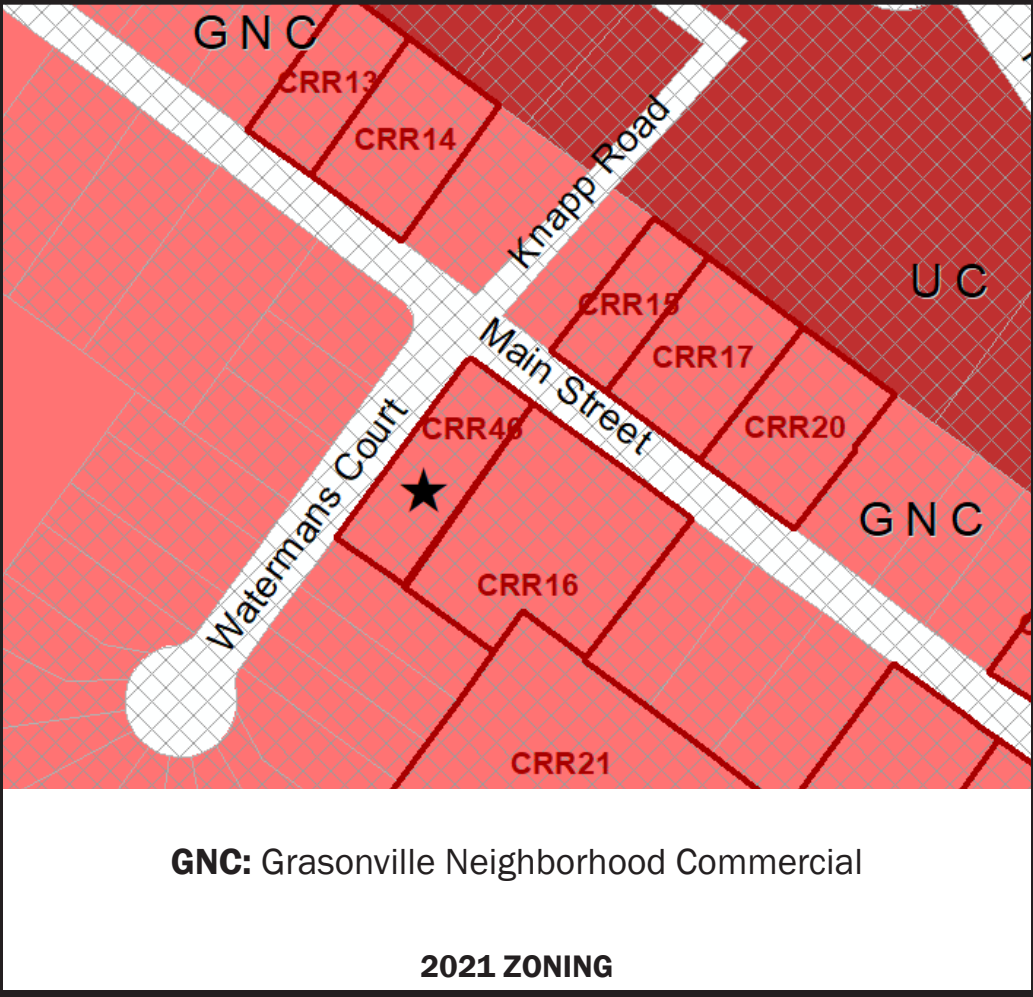 GNC
CRR13
CRR14
Knapp Road
UC
CRR15
CRR17
Main Street
CRR20
CRR46
Watermans Court
GNC
CRR16
CRR21
GNC: Grasonville Neighborhood Commercial
2021 ZONING